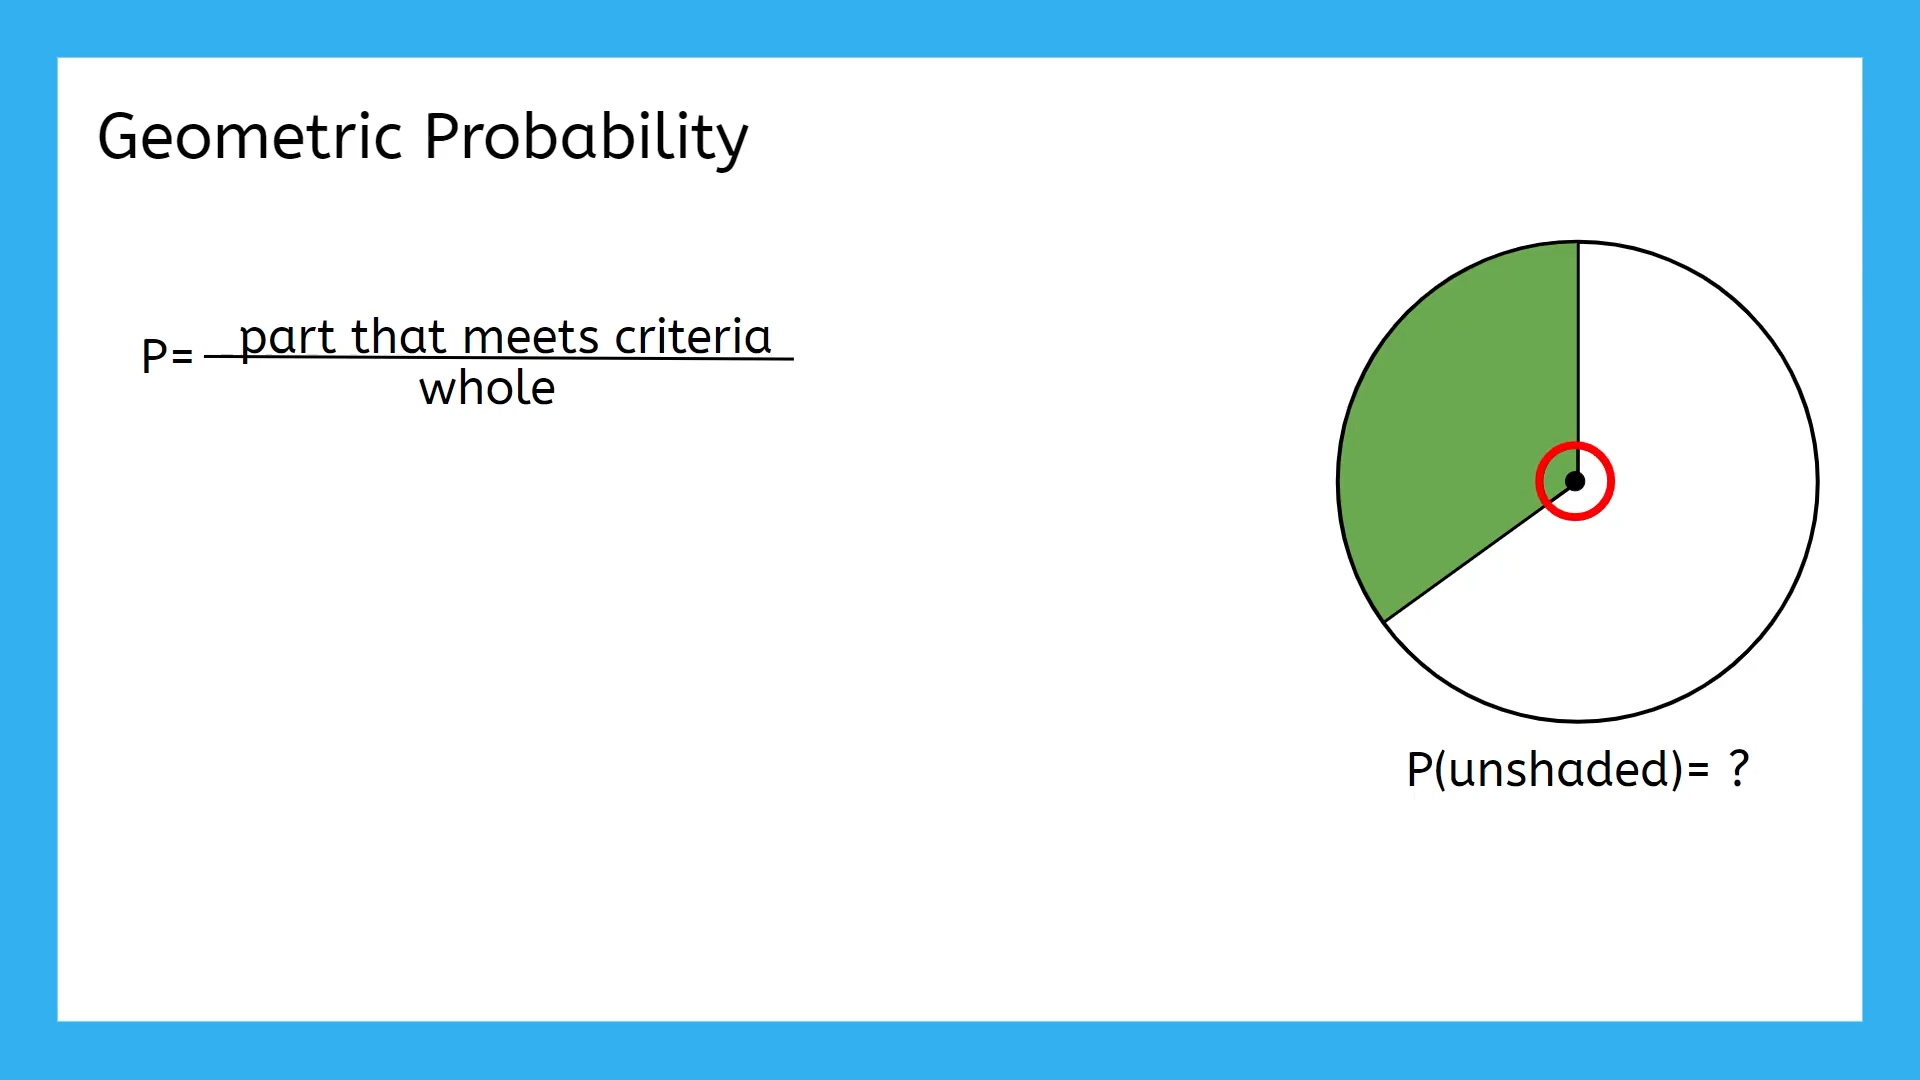 Geometric Probability
P= part that meets criteria
whole
P(unshaded)= ?